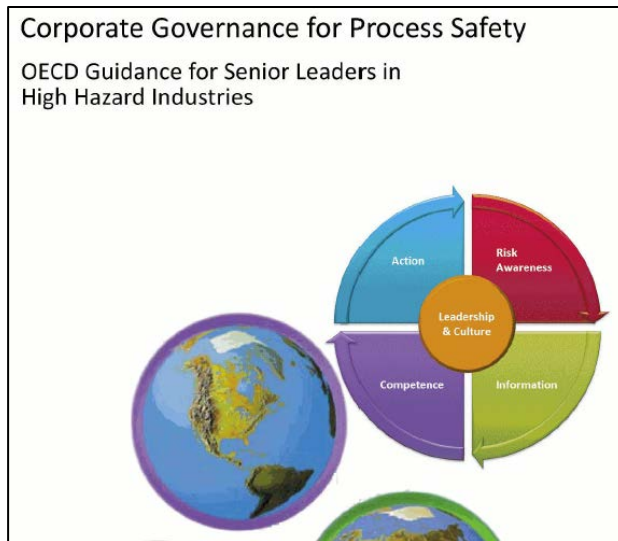 Corporate Governance for Process Safety
OECD Guidance for Senior Leaders in
High Hazard Industries
Action
Risk
Awareness
Leadership
& Culture
Competence
Information